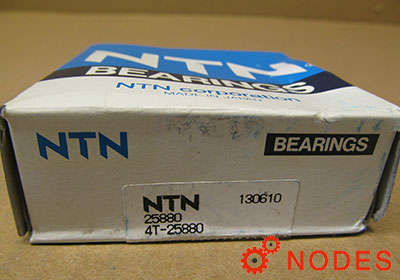 NTN
BEARINGS
NTN corporation
MADE IN JAPAN
NTN
BEARINGS
NTN 130610
25880
4T-25880
NODES